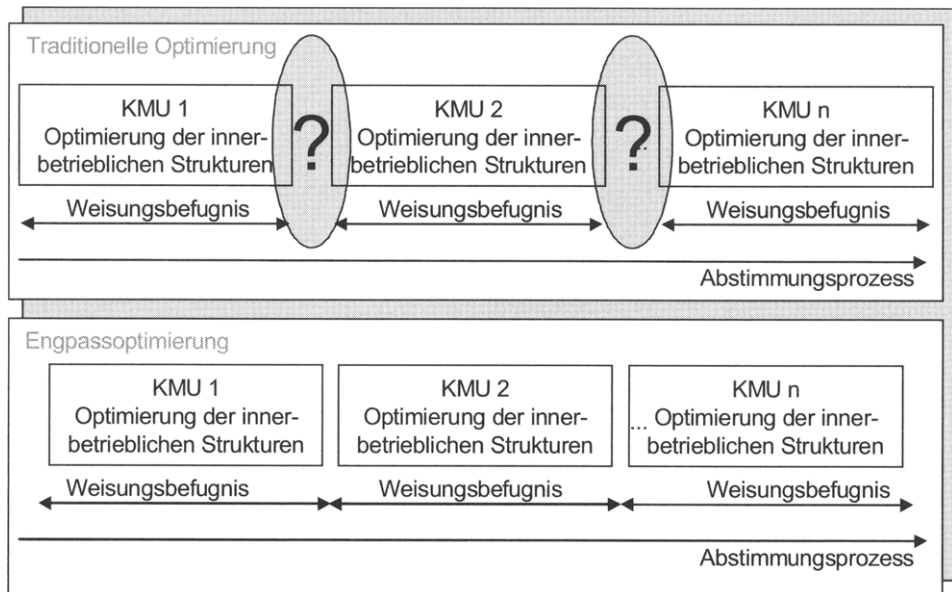 Traditionelle Optimierung
KMU 1
Optimierung der inner-
betrieblichen Strukturen
?
KMU 2
Optimierung der inner-
betrieblichen Strukturen
?
...
KMU n
Optimierung der inner-
betrieblichen Strukturen
Weisungsbefugnis
Weisungsbefugnis
Weisungsbefugnis
Abstimmungsprozess
Engpassoptimierung
KMU 1
Optimierung der inner-
betrieblichen Strukturen
KMU 2
Optimierung der inner-
betrieblichen Strukturen
...
KMU n
Optimierung der inner-
betrieblichen Strukturen
Weisungsbefugnis
Weisungsbefugnis
Weisungsbefugnis
Abstimmungsprozess